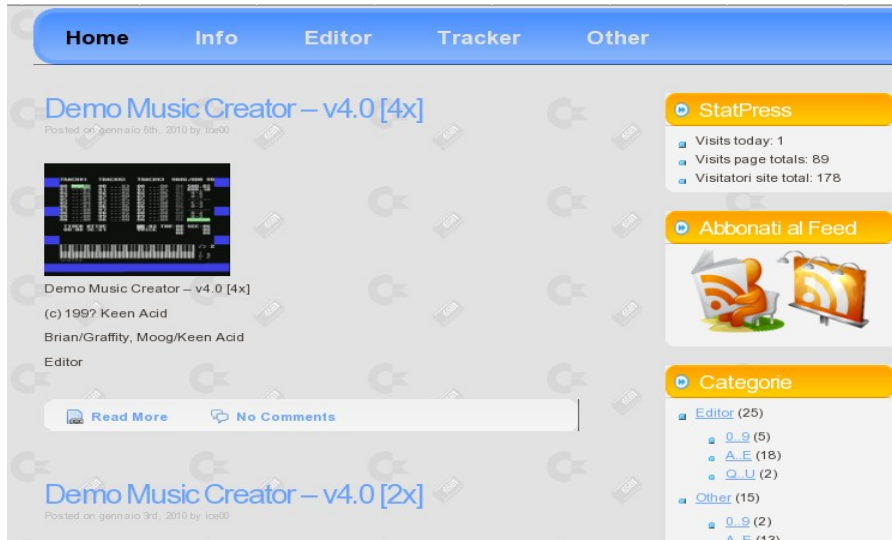 Home Info Editor Tracker Other
Demo Music Creator – v4.0 [4x]
Posted on gennaio 6th, 2010 by ice00
Demo Music Creator – v4.0 [4x]
(c) 199? Keen Acid
Brian/Graffity, Moog/Keen Acid
Editor
Read More No Comments
Demo Music Creator – v4.0 [2x]
Posted on gennaio 3rd, 2010 by ice00
StatPress
Visits today: 1
Visits page totals: 89
Visitatori site total: 178
Abbonati al Feed
Categorie
Editor (25)
0..9 (5)
A..E (18)
Q..U (2)
Other (15)
0..9 (2)
A..E (13)